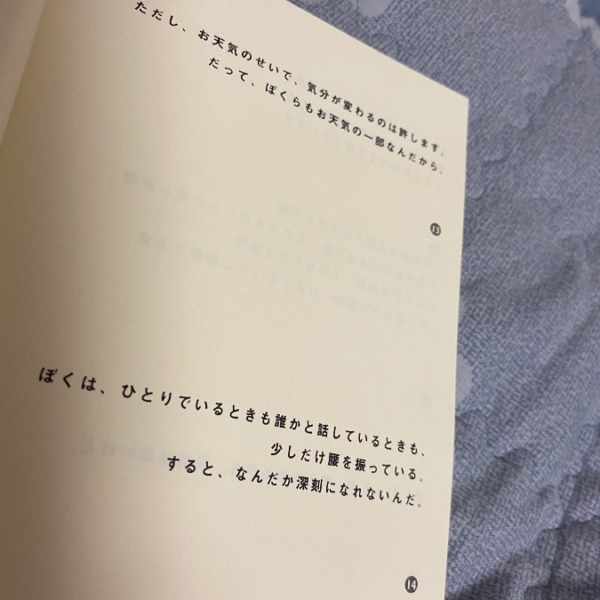 ただし、お天気のせいで、気分が変わるのは許します。
だって、ぼくらもお天気の一部なんだから。
13
ぼくは、ひとりでいるときも誰かと話しているときも、
少しだけ腰を振っている。
すると、なんだか深刻になれないんだ。
14